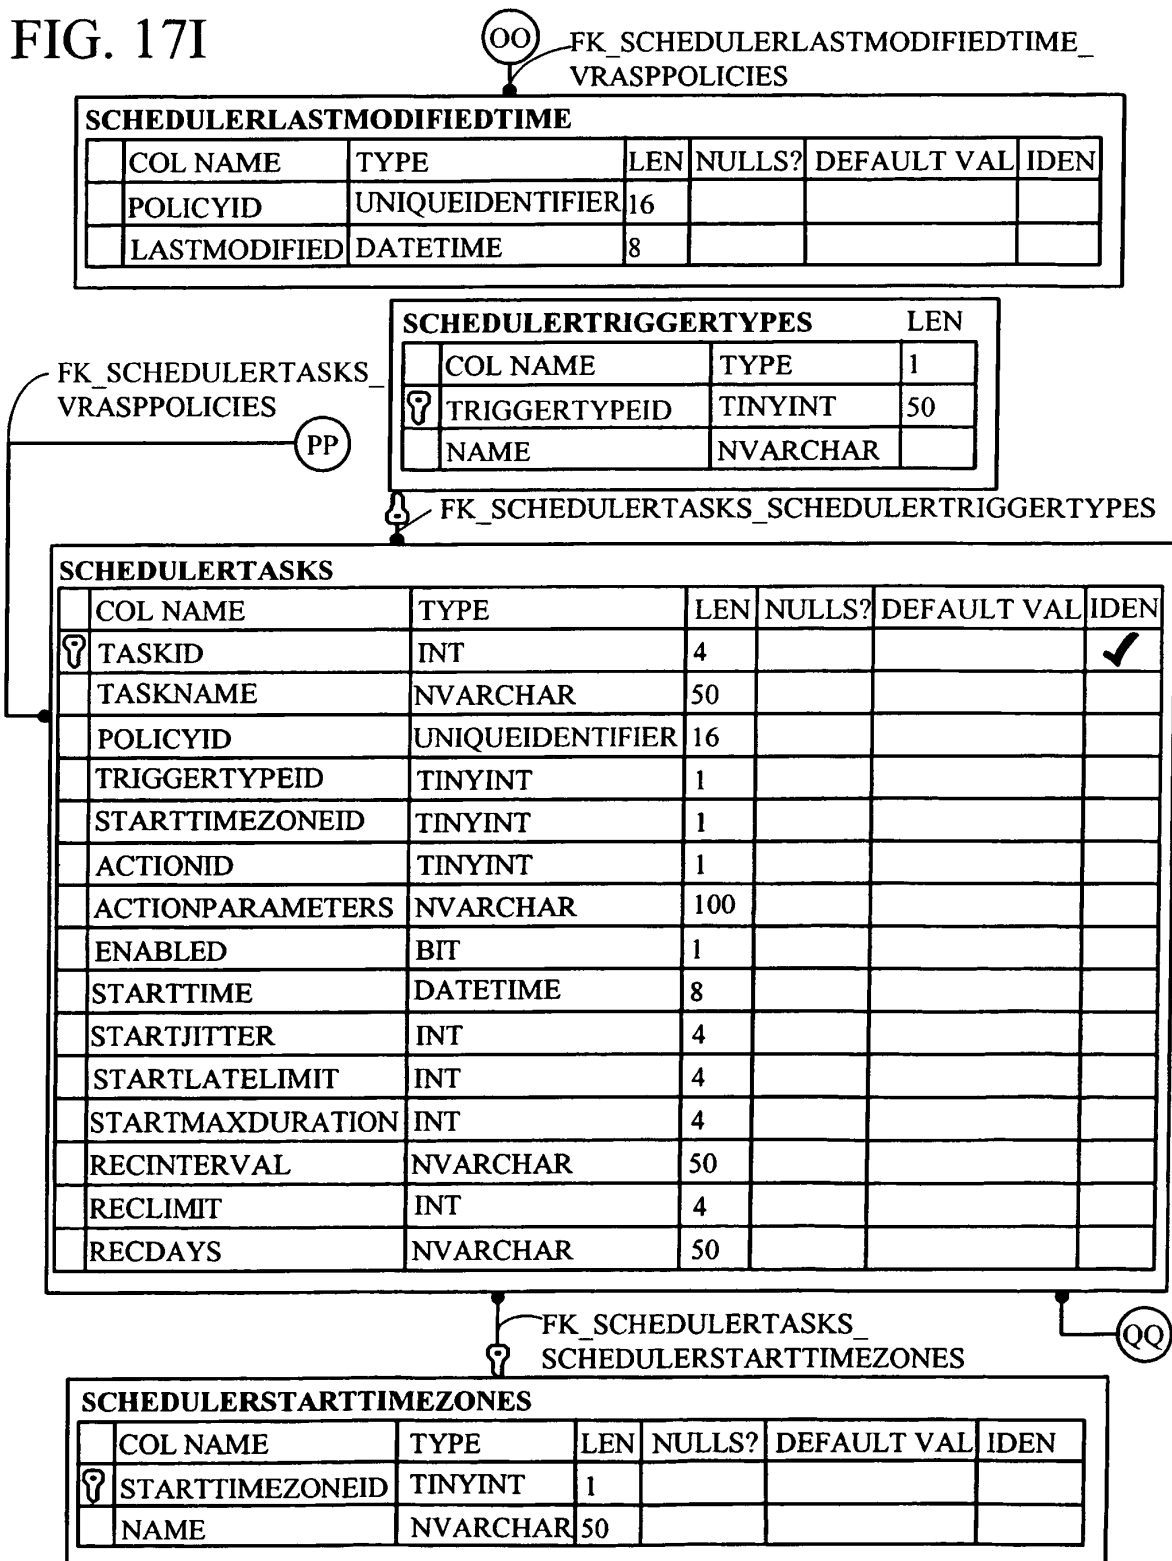 FIG. 17I
OO
FK_SCHEDULERLASTMODIFIEDTIME_
VRASPPOLICIES
SCHEDULERLASTMODIFIEDTIME
COL NAME TYPE LEN NULLS? DEFAULT VAL IDEN
POLICYID UNIQUEIDENTIFIER 16
LASTMODIFIED DATETIME 8
SCHEDULERTRIGGERTYPES LEN
COL NAME TYPE 1
TRIGGERTYPEID TINYINT 50
NAME NVARCHAR
FK_SCHEDULERTASKS_
VRASPPOLICIES
PP
FK_SCHEDULERTASKS_SCHEDULERTRIGGERTYPES
SCHEDULERTASKS
COL NAME TYPE LEN NULLS? DEFAULT VAL IDEN
TASKID INT 4 ✓
TASKNAME NVARCHAR 50
POLICYID UNIQUEIDENTIFIER 16
TRIGGERTYPEID TINYINT 1
STARTTIMEZONEID TINYINT 1
ACTIONID TINYINT 1
ACTIONPARAMETERS NVARCHAR 100
ENABLED BIT 1
STARTTIME DATETIME 8
STARTJITTER INT 4
STARTLATELIMIT INT 4
STARTMAXDURATION INT 4
RECINTERVAL NVARCHAR 50
RECLIMIT INT 4
RECDAYS NVARCHAR 50
FK_SCHEDULERTASKS_
SCHEDULERSTARTTIMEZONES
QQ
SCHEDULERSTARTTIMEZONES
COL NAME TYPE LEN NULLS? DEFAULT VAL IDEN
STARTTIMEZONEID TINYINT 1
NAME NVARCHAR 50